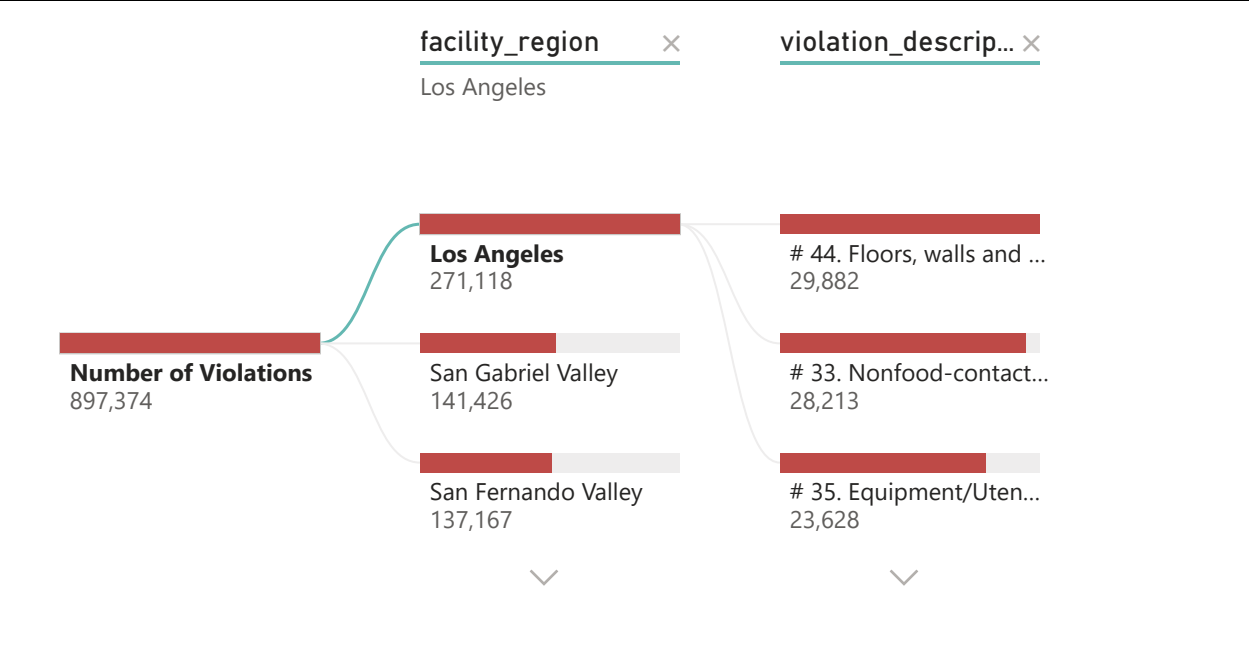 facility_region
violation_descrip...
Los Angeles
Number of Violations
897,374
Los Angeles
271,118
San Gabriel Valley
141,426
San Fernando Valley
137,167
# 44. Floors, walls and ...
29,882
# 33. Nonfood-contact...
28,213
# 35. Equipment/Uten...
23,628